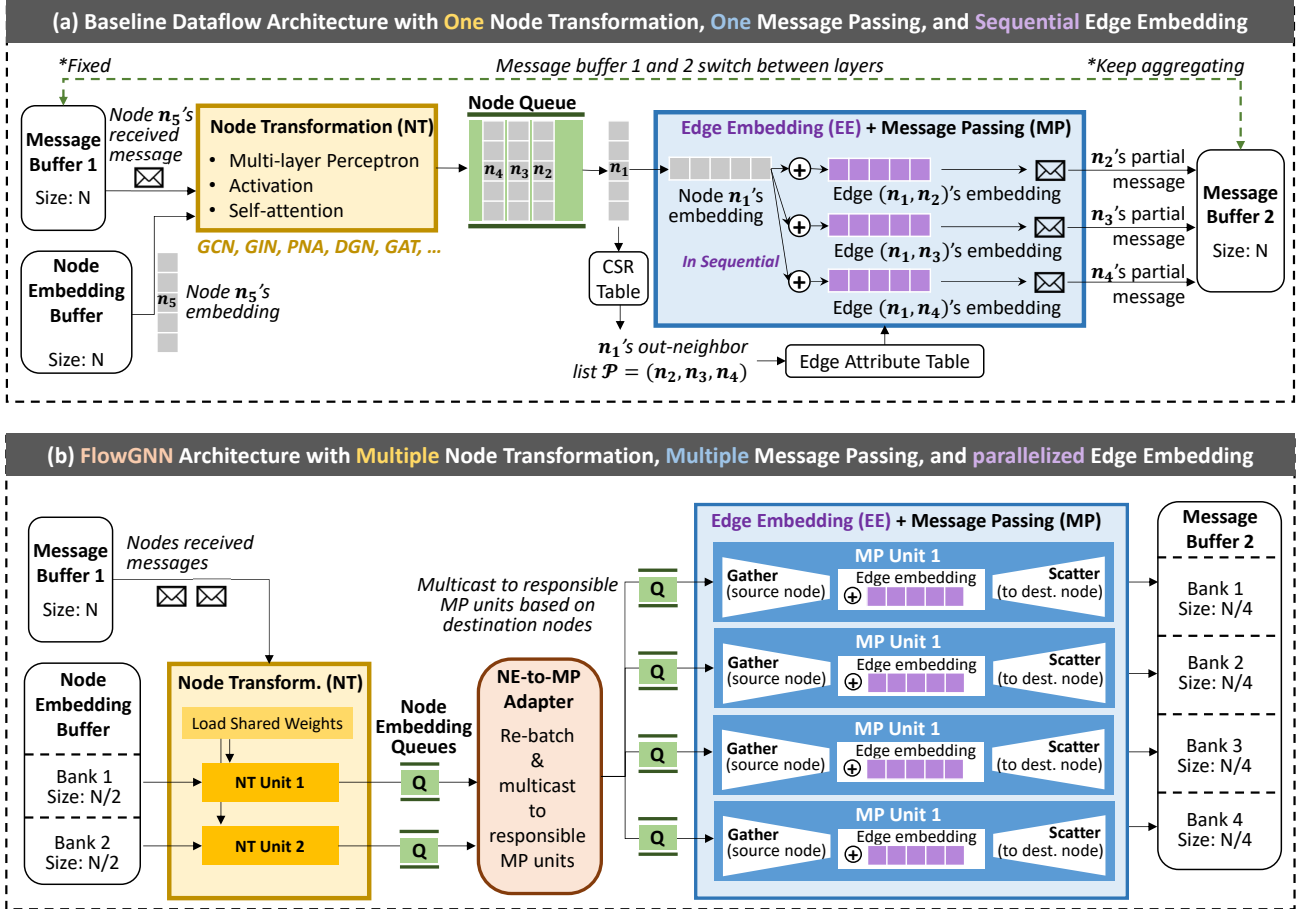 (a) Baseline Dataflow Architecture with One Node Transformation, One Message Passing, and Sequential Edge Embedding
*Fixed
Message buffer 1 and 2 switch between layers
*Keep aggregating
Message
Buffer 1
Size: N
Node n5's
received
message
Node
Embedding
Buffer
Size: N
n5
Node n5's
embedding
Node Transformation (NT)
• Multi-layer Perceptron
• Activation
• Self-attention
GCN, GIN, PNA, DGN, GAT, ...
Node Queue
n4 n3 n2
n1
CSR
Table
n1's out-neighbor
list P = (n2, n3, n4)
Edge Attribute Table
Edge Embedding (EE) + Message Passing (MP)
Node n1's
embedding
In Sequential
+
Edge (n1, n2)'s embedding
+
Edge (n1, n3)'s embedding
+
Edge (n1, n4)'s embedding
n2's partial
message
n3's partial
message
n4's partial
message
Message
Buffer 2
Size: N
(b) FlowGNN Architecture with Multiple Node Transformation, Multiple Message Passing, and parallelized Edge Embedding
Message
Buffer 1
Size: N
Nodes received
messages
Node
Embedding
Buffer
Bank 1
Size: N/2
Bank 2
Size: N/2
Node Transform. (NT)
Load Shared Weights
NT Unit 1
NT Unit 2
Node
Embedding
Queues
Q
Q
NE-to-MP
Adapter
Re-batch
&
multicast
to
responsible
MP units
Multicast to responsible
MP units based on
destination nodes
Q
Q
Q
Q
Edge Embedding (EE) + Message Passing (MP)
MP Unit 1
Gather
(source node)
Edge embedding
+
Scatter
(to dest. node)
MP Unit 1
Gather
(source node)
Edge embedding
+
Scatter
(to dest. node)
MP Unit 1
Gather
(source node)
Edge embedding
+
Scatter
(to dest. node)
MP Unit 1
Gather
(source node)
Edge embedding
+
Scatter
(to dest. node)
Message
Buffer 2
Bank 1
Size: N/4
Bank 2
Size: N/4
Bank 3
Size: N/4
Bank 4
Size: N/4